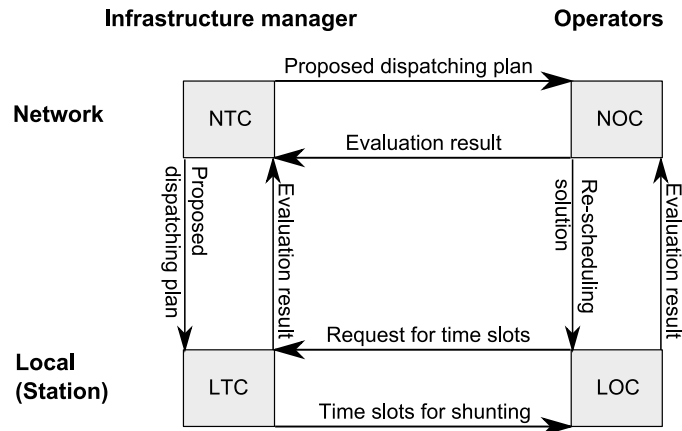 Infrastructure manager
Operators
Network
NTC
Proposed dispatching plan
NOC
Evaluation result
Proposed
dispatching plan
Evaluation result
Re-scheduling
solution
Evaluation result
Request for time slots
Local
(Station)
LTC
LOC
Time slots for shunting